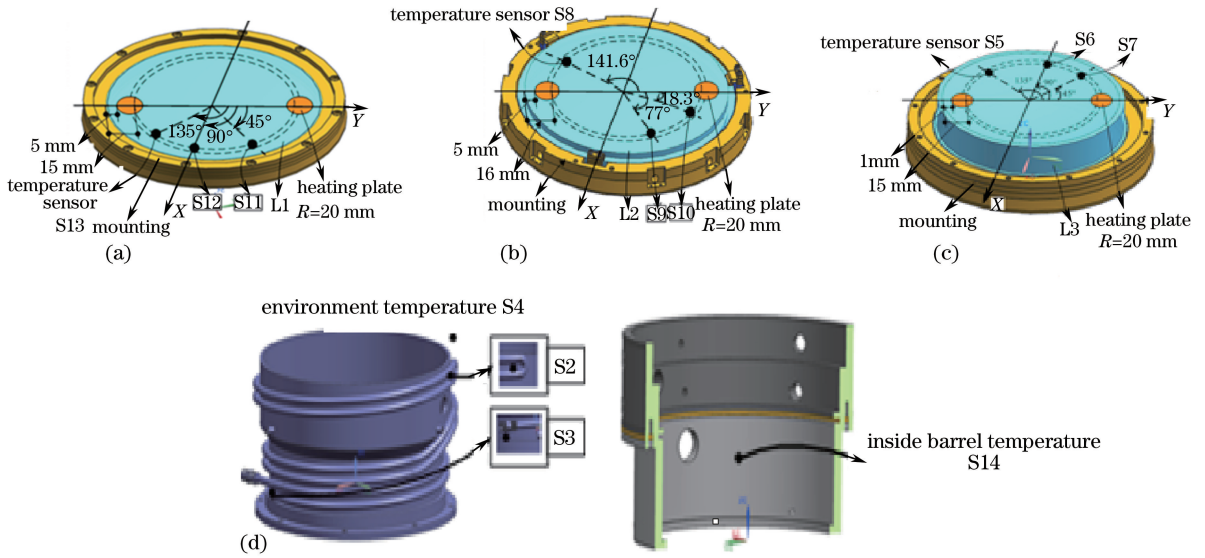 Y
135°
90°
45°
5 mm
15 mm
temperature
sensor
S13
mounting
X
S12
S11
L1
heating plate
R=20 mm
(a)
temperature sensor S8
141.6°
18.3°
77°
Y
5 mm
16 mm
mounting
X
L2
S9
S10
heating plate
R=20 mm
(b)
temperature sensor S5
S6
S7
Y
1mm
15 mm
mounting
X
L3
heating plate
R=20 mm
(c)
environment temperature S4
S2
S3
inside barrel temperature
S14
(d)